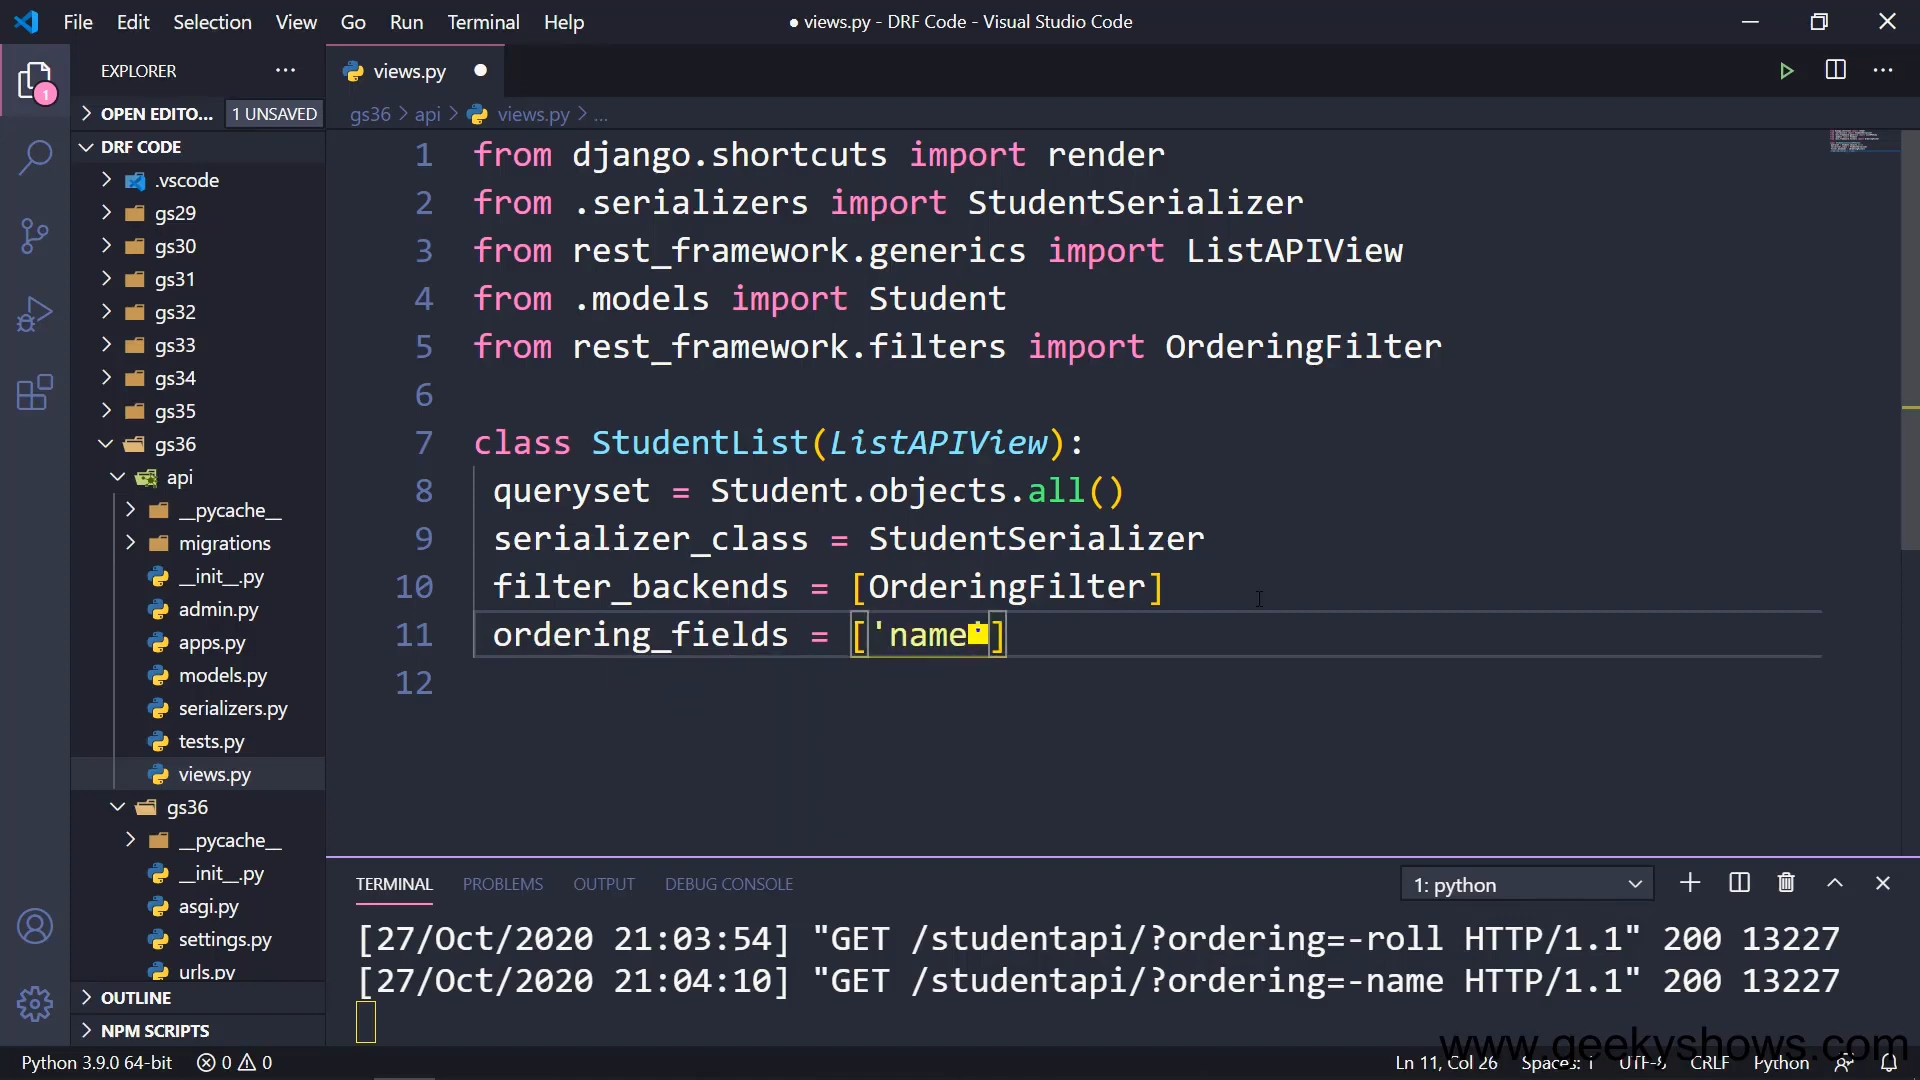 File Edit Selection View Go Run Terminal Help
● views.py - DRF Code - Visual Studio Code
EXPLORER
views.py
OPEN EDITO... 1 UNSAVED
gs36 > api > views.py > ...
DRF CODE
.vscode
gs29
gs30
gs31
gs32
gs33
gs34
gs35
gs36
api
__pycache__
migrations
__init__.py
admin.py
apps.py
models.py
serializers.py
tests.py
views.py
gs36
__pycache__
__init__.py
asgi.py
settings.py
urls.py
OUTLINE
NPM SCRIPTS
1 from django.shortcuts import render
2 from .serializers import StudentSerializer
3 from rest_framework.generics import ListAPIView
4 from .models import Student
5 from rest_framework.filters import OrderingFilter
6
7 class StudentList(ListAPIView):
8 queryset = Student.objects.all()
9 serializer_class = StudentSerializer
10 filter_backends = [OrderingFilter]
11 ordering_fields = ['name']
12
TERMINAL PROBLEMS OUTPUT DEBUG CONSOLE 1: python
[27/Oct/2020 21:03:54] "GET /studentapi/?ordering=-roll HTTP/1.1" 200 13227
[27/Oct/2020 21:04:10] "GET /studentapi/?ordering=-name HTTP/1.1" 200 13227
www.geekyshows.com
Python 3.9.0 64-bit 0 0 Ln 11, Col 26 Spaces: 1 UTF-8 CRLF Python
1